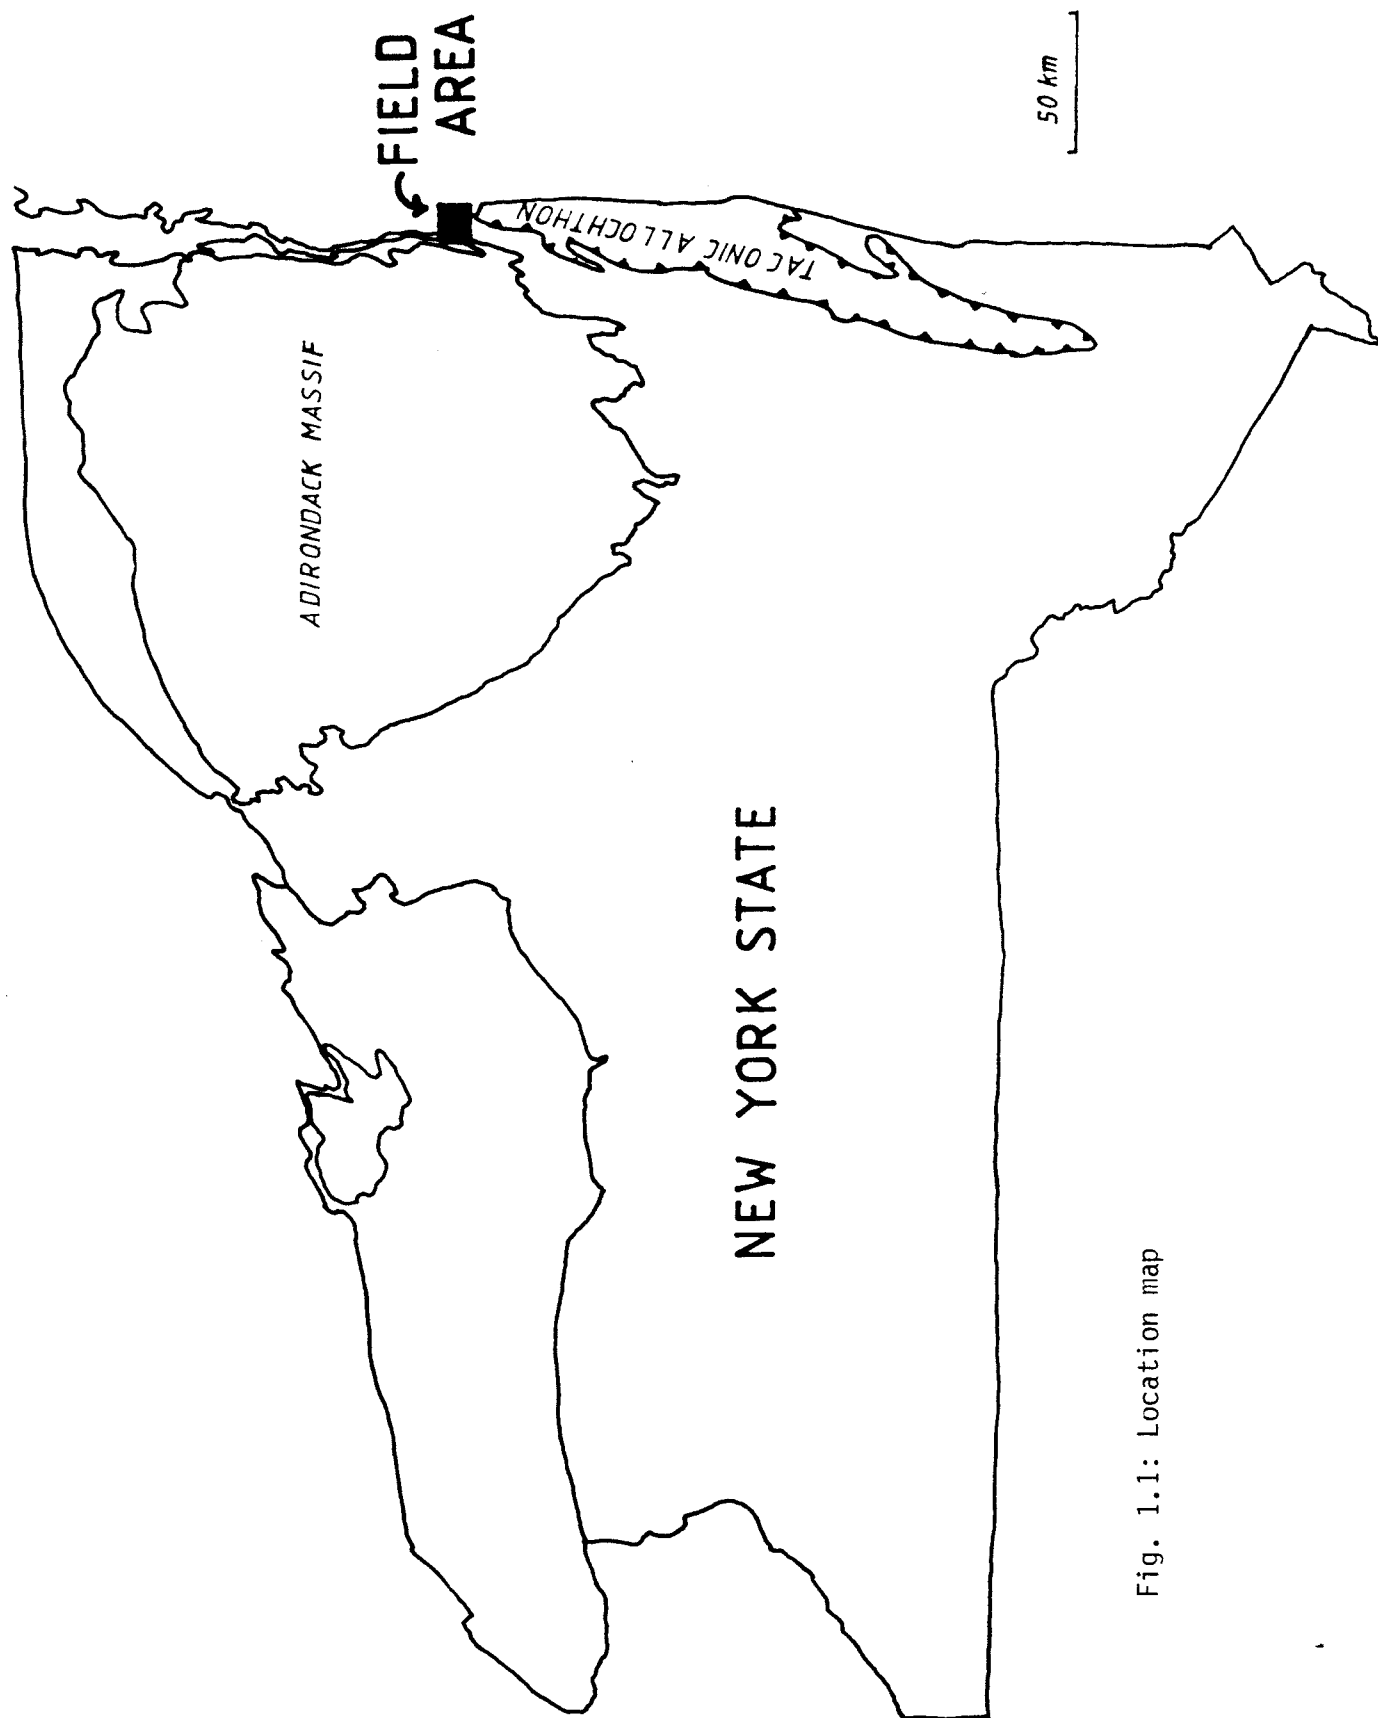 FIELD
AREA
ADIRONDACK MASSIF
TACONIC ALLOCHTHON
50 km
NEW YORK STATE
Fig. 1.1: Location map